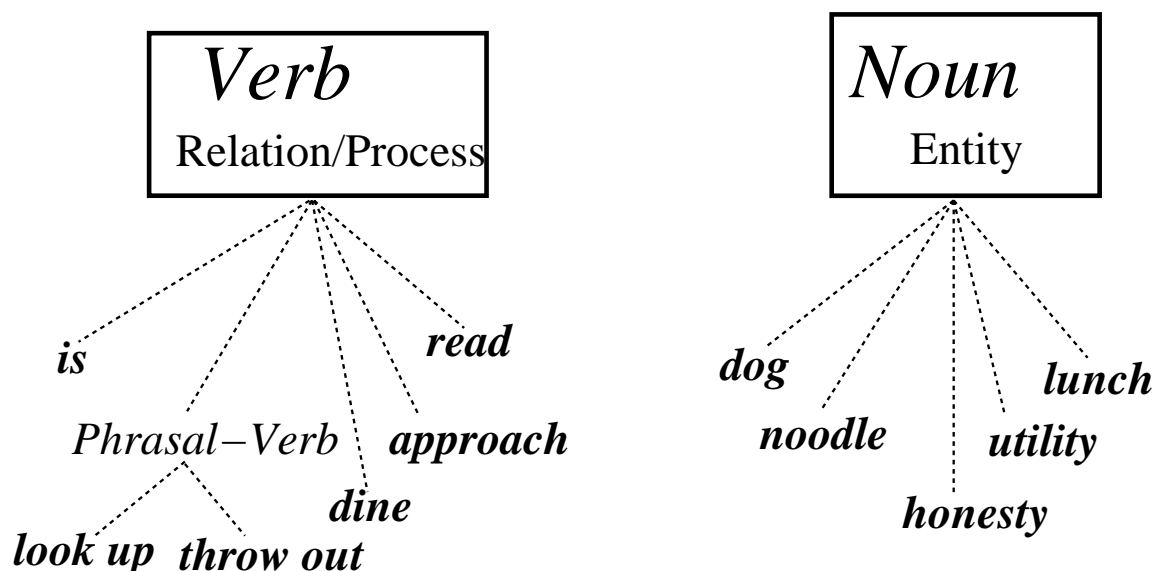 Verb
Relation/Process
is
read
Phrasal–Verb
approach
dine
look up
throw out
Noun
Entity
dog
lunch
noodle
utility
honesty